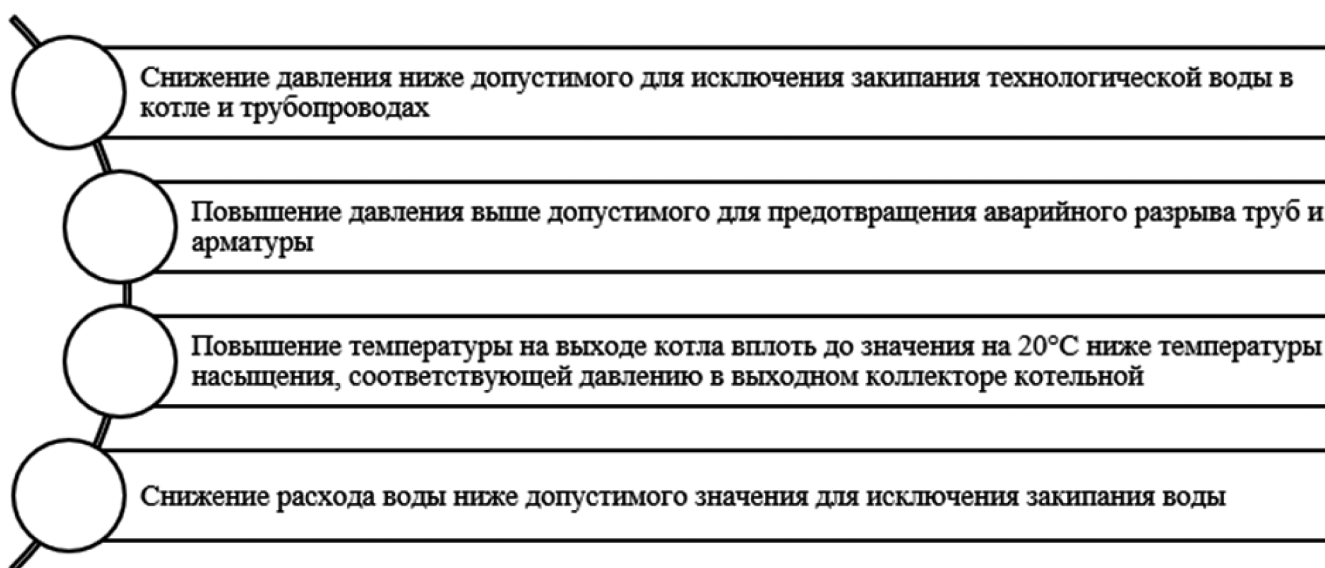 Снижение давления ниже допустимого для исключения закипания технологической воды в
котле и трубопроводах
Повышение давления выше допустимого для предотвращения аварийного разрыва труб и
арматуры
Повышение температуры на выходе котла вплоть до значения на 20°С ниже температуры
насыщения, соответствующей давлению в выходном коллекторе котельной
Снижение расхода воды ниже допустимого значения для исключения закипания воды